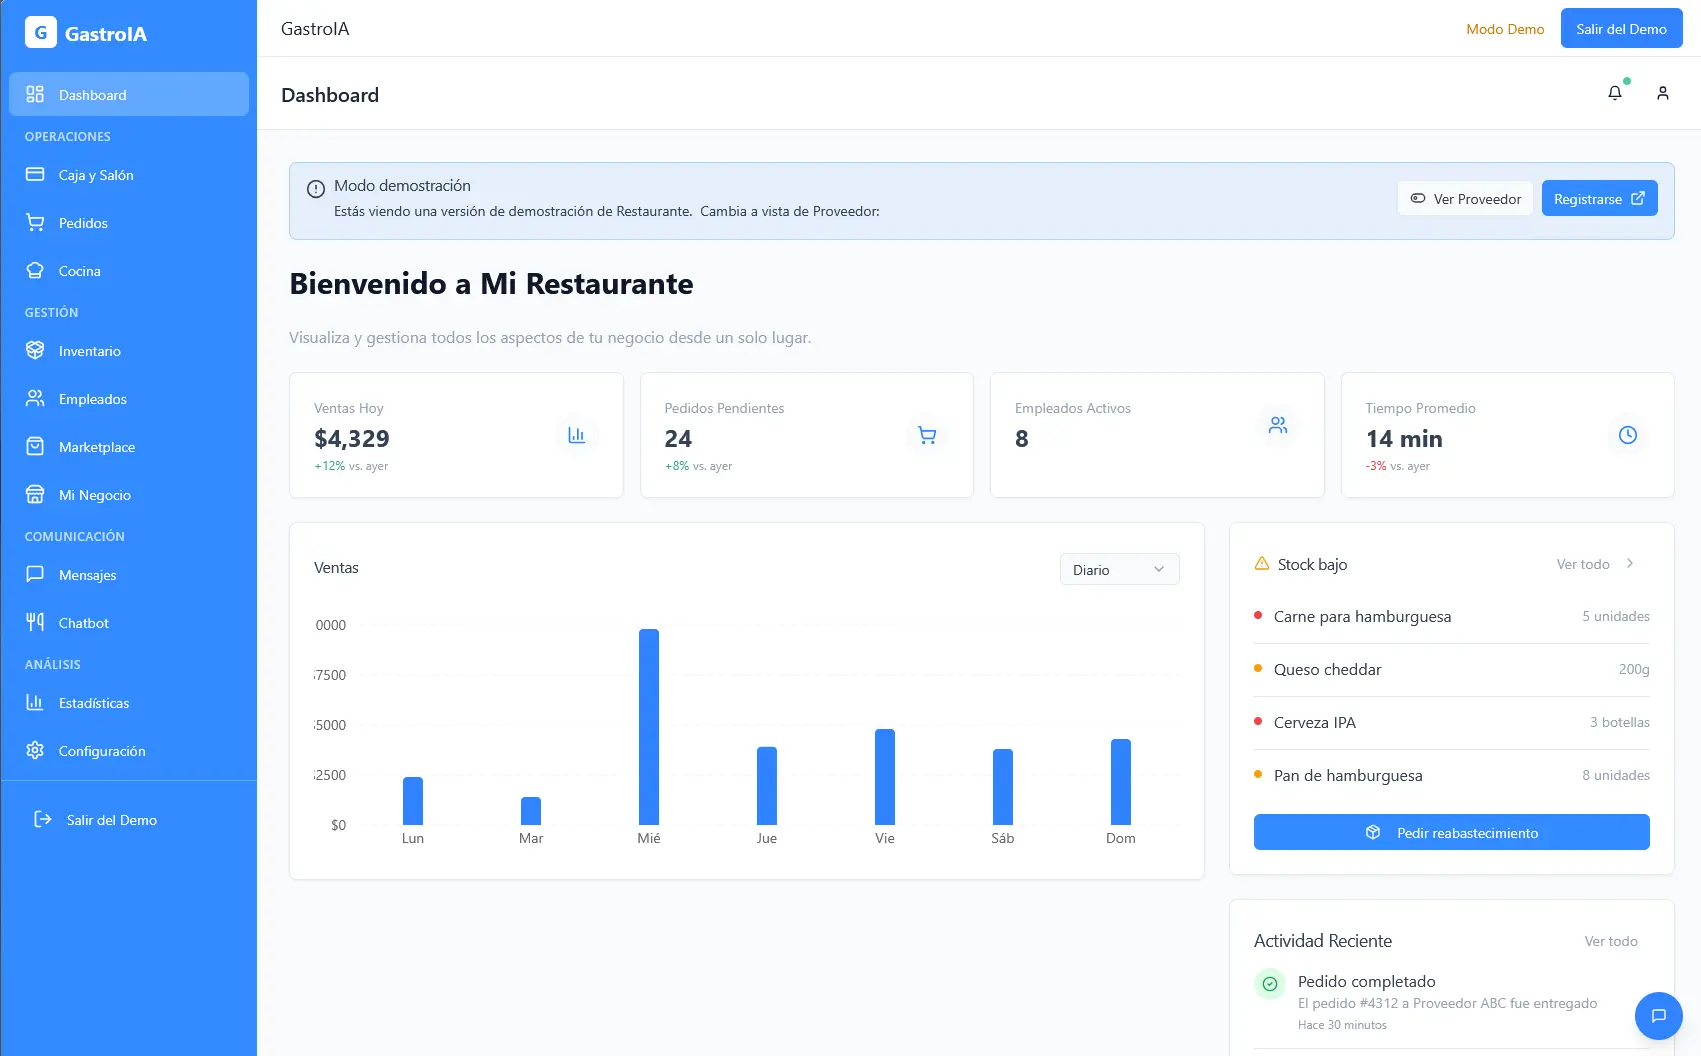 G GastroIA
Dashboard
OPERACIONES
Caja y Salón
Pedidos
Cocina
GESTIÓN
Inventario
Empleados
Marketplace
Mi Negocio
COMUNICACIÓN
Mensajes
Chatbot
ANÁLISIS
Estadísticas
Configuración
Salir del Demo
GastroIA
Modo Demo
Salir del Demo
Dashboard
Modo demostración
Estás viendo una versión de demostración de Restaurante. Cambia a vista de Proveedor:
Ver Proveedor
Registrarse
Bienvenido a Mi Restaurante
Visualiza y gestiona todos los aspectos de tu negocio desde un solo lugar.
Ventas Hoy
$4,329
+12% vs. ayer
Pedidos Pendientes
24
+8% vs. ayer
Empleados Activos
8
Tiempo Promedio
14 min
-3% vs. ayer
Ventas
Diario
0000
7500
5000
2500
$0
Lun Mar Mié Jue Vie Sáb Dom
Stock bajo
Ver todo
Carne para hamburguesa 5 unidades
Queso cheddar 200g
Cerveza IPA 3 botellas
Pan de hamburguesa 8 unidades
Pedir reabastecimiento
Actividad Reciente
Ver todo
Pedido completado
El pedido #4312 a Proveedor ABC fue entregado
Hace 30 minutos